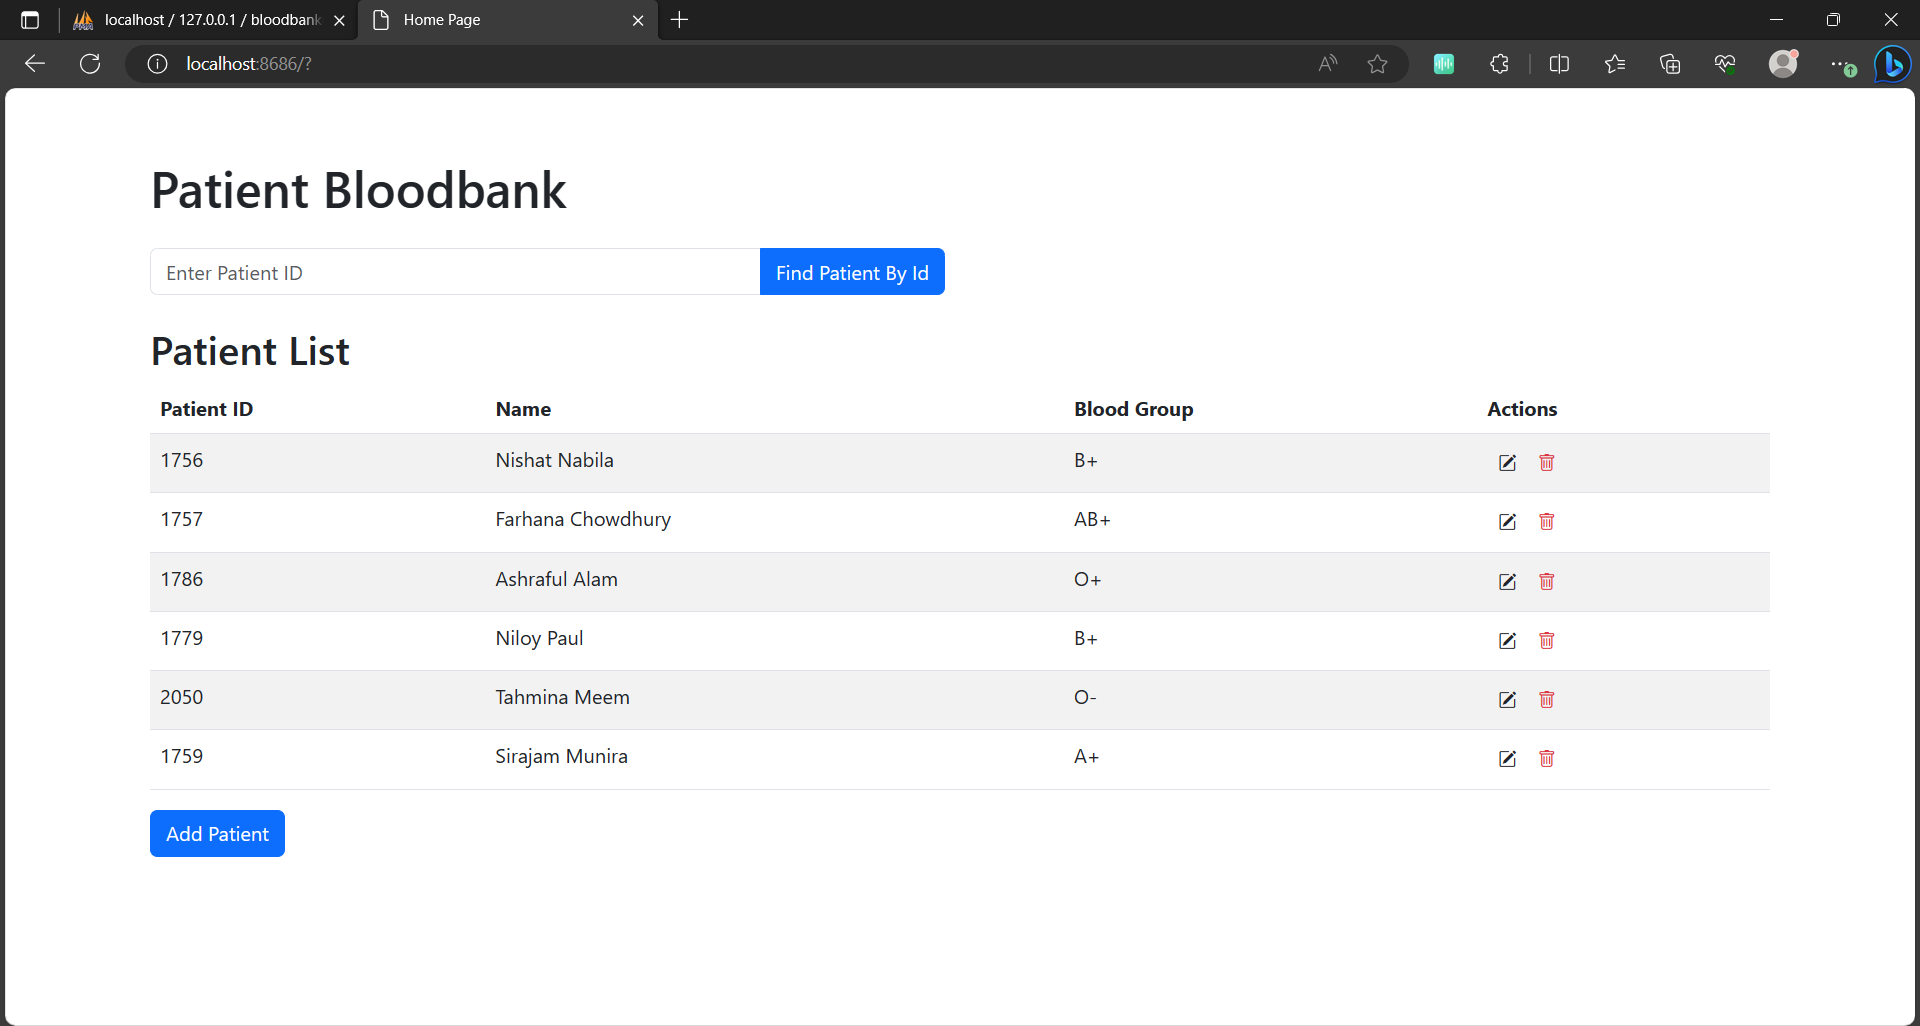 localhost / 127.0.0.1 / bloodbank
Home Page
localhost:8686/?
Patient Bloodbank
Enter Patient ID
Find Patient By Id
Patient List
Patient ID Name Blood Group Actions
1756 Nishat Nabila B+
1757 Farhana Chowdhury AB+
1786 Ashraful Alam O+
1779 Niloy Paul B+
2050 Tahmina Meem O-
1759 Sirajam Munira A+
Add Patient